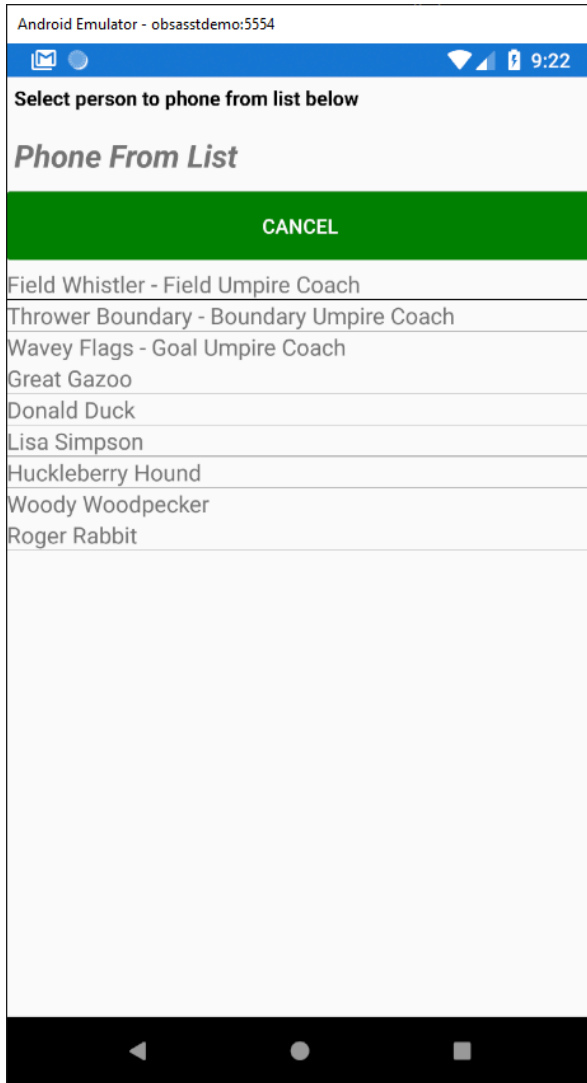 Android Emulator - obsasstdemo:5554
9:22
Select person to phone from list below
Phone From List
CANCEL
Field Whistler - Field Umpire Coach
Thrower Boundary - Boundary Umpire Coach
Wavey Flags - Goal Umpire Coach
Great Gazoo
Donald Duck
Lisa Simpson
Huckleberry Hound
Woody Woodpecker
Roger Rabbit